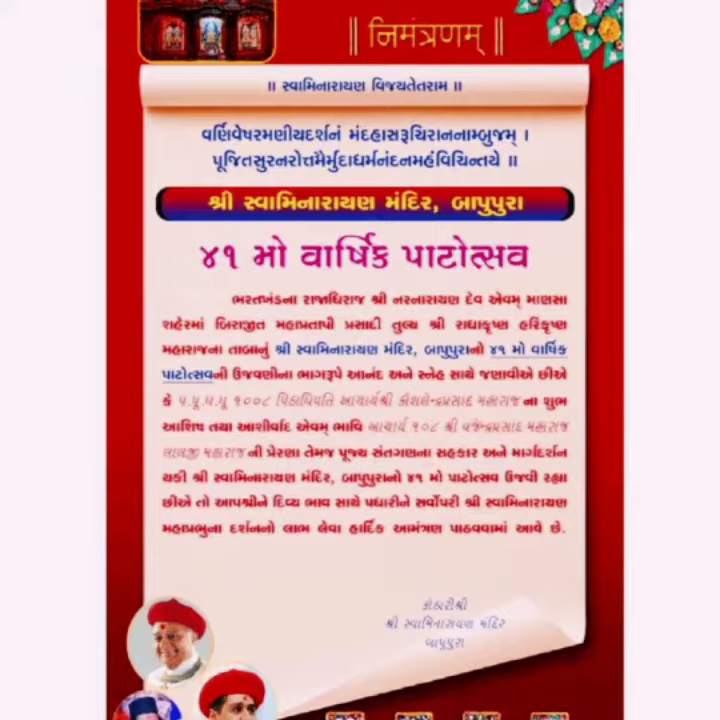 ॥ નિમંત્રણમ્ ॥
॥ સ્વામિનારાયણ વિજયતેતરામ ॥
વર્ણિવેષરમણીયદર્શનં મંદહાસરૂચિરાનનામ્બુજમ્ ।
પૂજિતસુરનરોત્તમૈર્મુદાધર્મનંદનમહંવિચિન્તયે ॥
શ્રી સ્વામિનારાયણ મંદિર, બાપુપુરા
૪૧ મો વાર્ષિક પાટોત્સવ
ભરતખંડના રાજાધિરાજ શ્રી નરનારાયણ દેવ એવમ્ માણસા
શહેરમાં બિરાજીત મહાપ્રતાપી પ્રસાદી તુલ્ય શ્રી રાધાકૃષ્ણ હરિકૃષ્ણ
મહારાજના તાબાનું શ્રી સ્વામિનારાયણ મંદિર, બાપુપુરાનો ૪૧ મો વાર્ષિક
પાટોત્સવની ઉજવણીના ભાગરૂપે આનંદ અને સ્નેહ સાથે જણાવીએ છીએ
કે પ.પૂ.ધ.ધૂ ૧૦૦૮ પિઠાધિપતિ આચાર્યશ્રી કૌશલેન્દ્રપ્રસાદ મહારાજ ના શુભ
આશિષ તથા આશીર્વાદ એવમ્ ભાવિ આચાર્ય ૧૦૮ શ્રી વ્રજેન્દ્રપ્રસાદ મહારાજ
લાલજી મહારાજ ની પ્રેરણા તેમજ પૂજ્ય સંતગણના સહકાર અને માર્ગદર્શન
થકી શ્રી સ્વામિનારાયણ મંદિર, બાપુપુરાનો ૪૧ મો પાટોત્સવ ઉજવી રહ્યા
છીએ તો આપશ્રીને દિવ્ય ભાવ સાથે પધારીને સર્વોપરી શ્રી સ્વામિનારાયણ
મહાપ્રભુના દર્શનનો લાભ લેવા હાર્દિક આમંત્રણ પાઠવવામાં આવે છે.
કોઠારીશ્રી
શ્રી સ્વામિનારાયણ મંદિર
બાપુપુરા